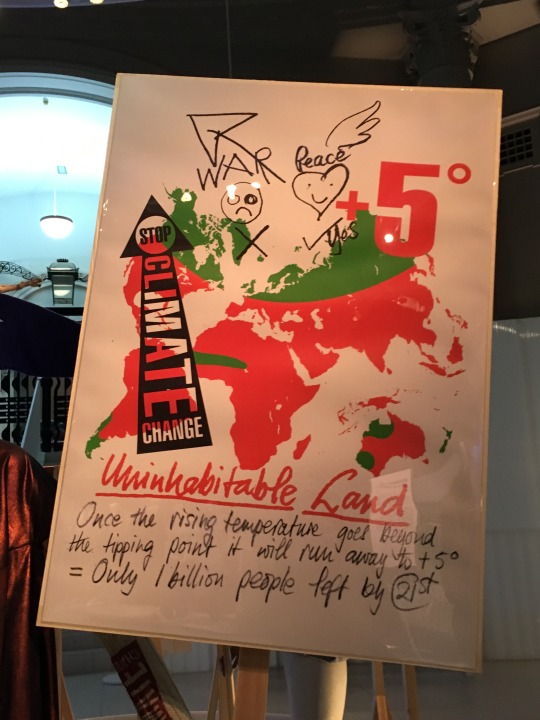 WAR
Peace
+5°
X
✓ yes
STOP
CLIMATE
CHANGE
Uninhabitable Land
Once the rising temperature goes beyond
the tipping point it will run away to +5°
= Only 1 billion people left by 21st